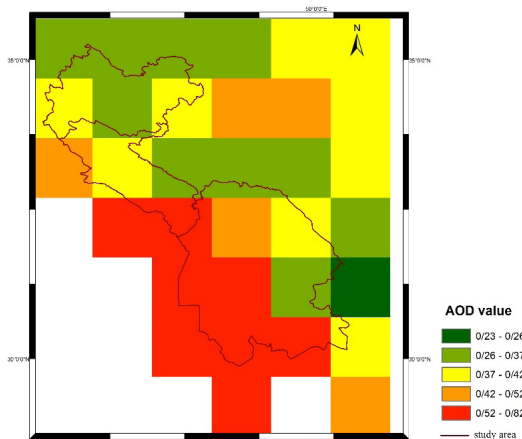 50°0'0"E
N
35°0'0"N
35°0'0"N
30°0'0"N
30°0'0"N
AOD value
0/23 - 0/26
0/26 - 0/37
0/37 - 0/42
0/42 - 0/52
0/52 - 0/82
study area